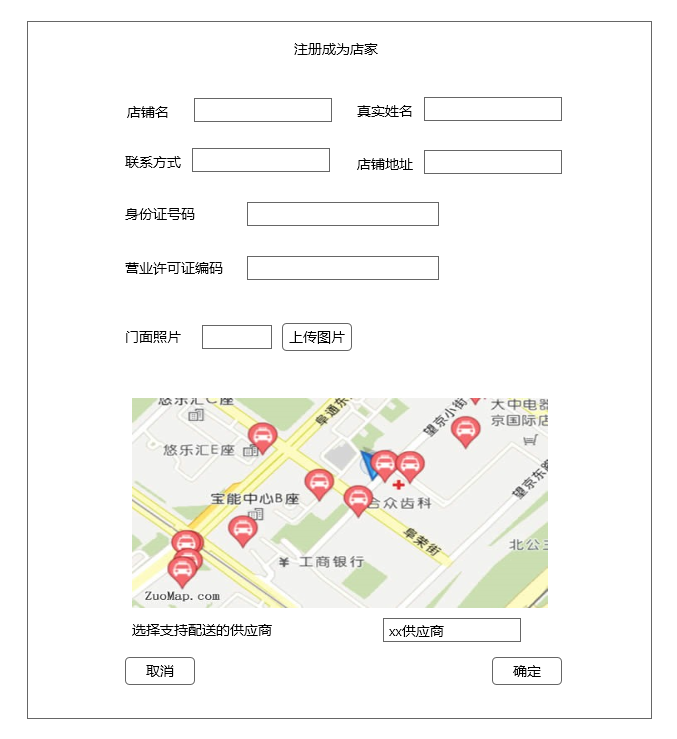 注册成为店家
店铺名
真实姓名
联系方式
店铺地址
身份证号码
营业许可证编码
门面照片
上传图片
悠乐汇C座
阜通东
望京小街
大中电器
京国际店
悠乐汇E座
望京东路
宝能中心B座
合众齿科
阜荣街
北公
¥ 工商银行
ZuoMap.com
选择支持配送的供应商
xx供应商
取消
确定